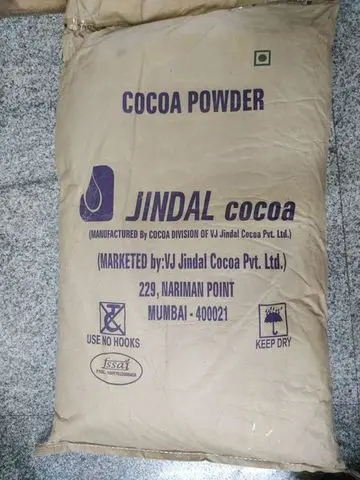 COCOA POWDER
JINDAL cocoa
(MANUFACTURED By COCOA DIVISION OF VJ Jindal Cocoa Pvt. Ltd.)
(MARKETED by:VJ Jindal Cocoa Pvt. Ltd.)
229, NARIMAN POINT
MUMBAI - 400021
USE NO HOOKS
KEEP DRY
fssai